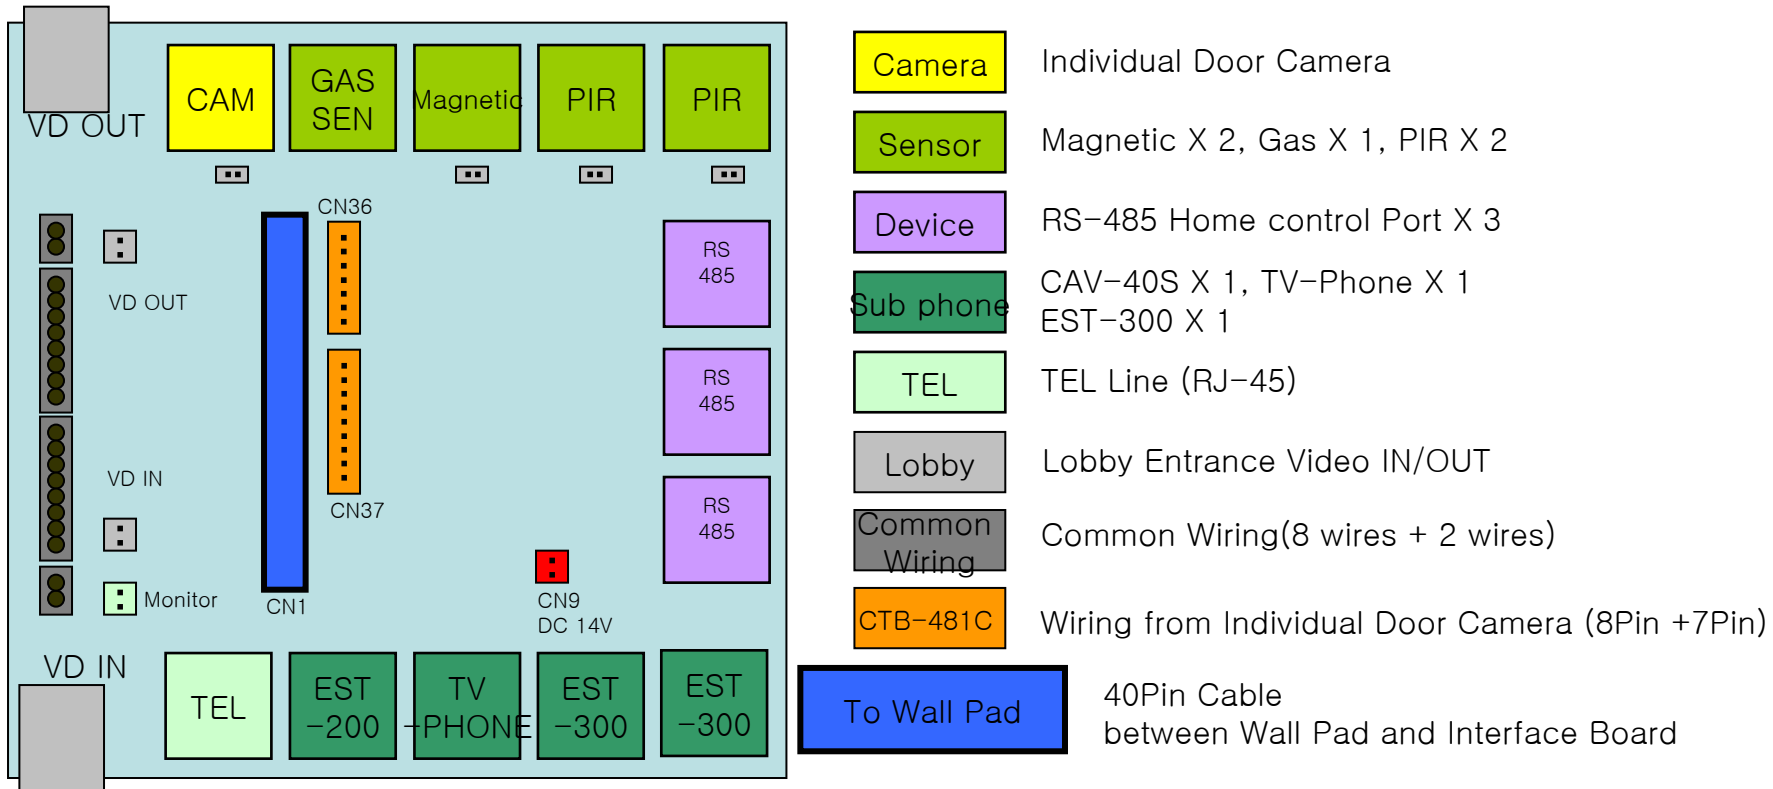 VD OUT
CAM
GAS
SEN
Magnetic
PIR
PIR
CN36
VD OUT
RS
485
RS
485
VD IN
CN37
RS
485
Monitor
CN1
CN9
DC 14V
VD IN
TEL
EST
-200
TV
-PHONE
EST
-300
EST
-300
Camera
Individual Door Camera
Sensor
Magnetic X 2, Gas X 1, PIR X 2
Device
RS-485 Home control Port X 3
Sub phone
CAV-40S X 1, TV-Phone X 1
EST-300 X 1
TEL
TEL Line (RJ-45)
Lobby
Lobby Entrance Video IN/OUT
Common
Wiring
Common Wiring(8 wires + 2 wires)
CTB-481C
Wiring from Individual Door Camera (8Pin +7Pin)
To Wall Pad
40Pin Cable
between Wall Pad and Interface Board